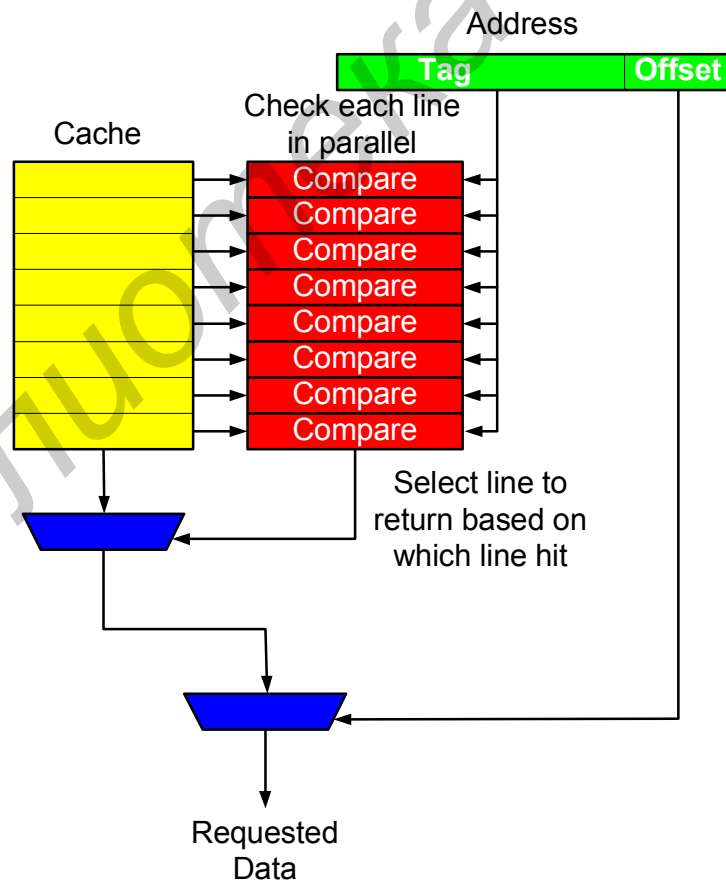 Address
Tag Offset
Check each line
in parallel
Cache
Compare
Compare
Compare
Compare
Compare
Compare
Compare
Compare
Select line to
return based on
which line hit
Requested
Data
лиотека